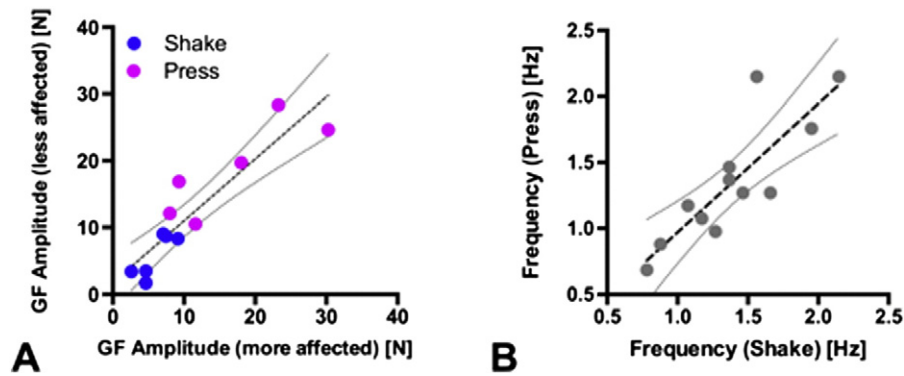 GF Amplitude (less affected) [N]
40
30
20
10
0
Shake
Press
0 10 20 30 40
GF Amplitude (more affected) [N]
A
Frequency (Press) [Hz]
2.5
2.0
1.5
1.0
0.5
0.5 1.0 1.5 2.0 2.5
Frequency (Shake) [Hz]
B